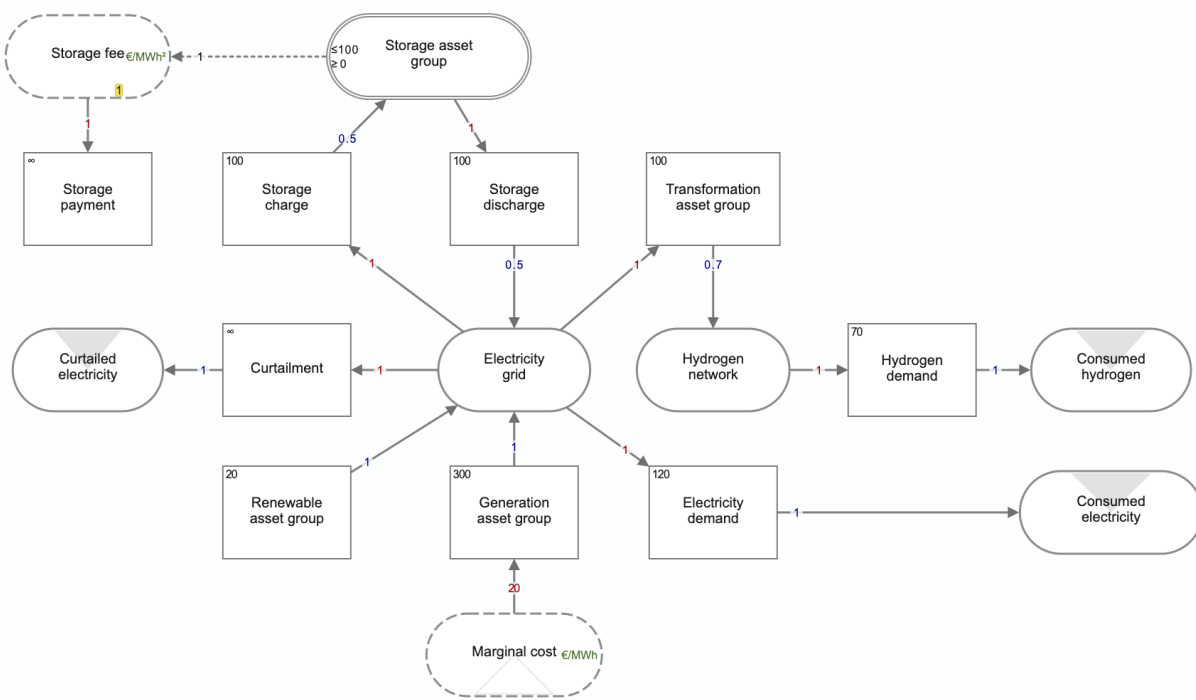 Storage fee €/MWh²
1
1
≤100
≥ 0
Storage asset
group
1
0.5
1
∞
Storage
payment
100
Storage
charge
100
Storage
discharge
100
Transformation
asset group
1
0.5
1
0.7
Curtailed
electricity
1
∞
Curtailment
1
Electricity
grid
Hydrogen
network
1
70
Hydrogen
demand
1
Consumed
hydrogen
1
1
1
20
Renewable
asset group
300
Generation
asset group
120
Electricity
demand
1
Consumed
electricity
20
Marginal cost €/MWh